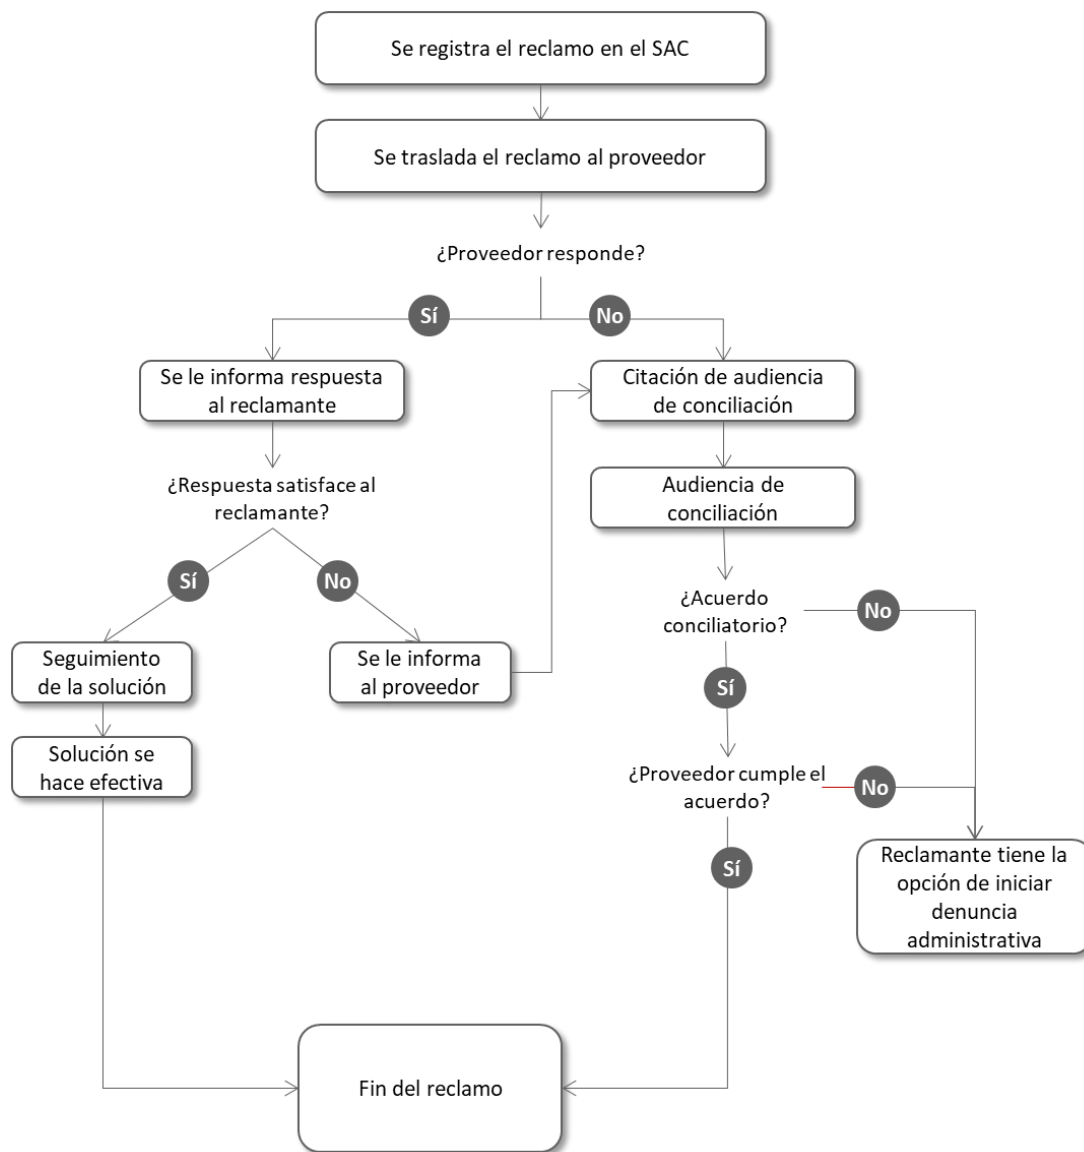 Se registra el reclamo en el SAC
Se traslada el reclamo al proveedor
¿Proveedor responde?
Sí
No
Se le informa respuesta
al reclamante
Citación de audiencia
de conciliación
¿Respuesta satisface al
reclamante?
Audiencia de
conciliación
Sí
No
¿Acuerdo
conciliatorio?
No
Seguimiento
de la solución
Se le informa
al proveedor
Sí
Solución se
hace efectiva
¿Proveedor cumple el
acuerdo?
No
Sí
Reclamante tiene la
opción de iniciar
denuncia
administrativa
Fin del reclamo